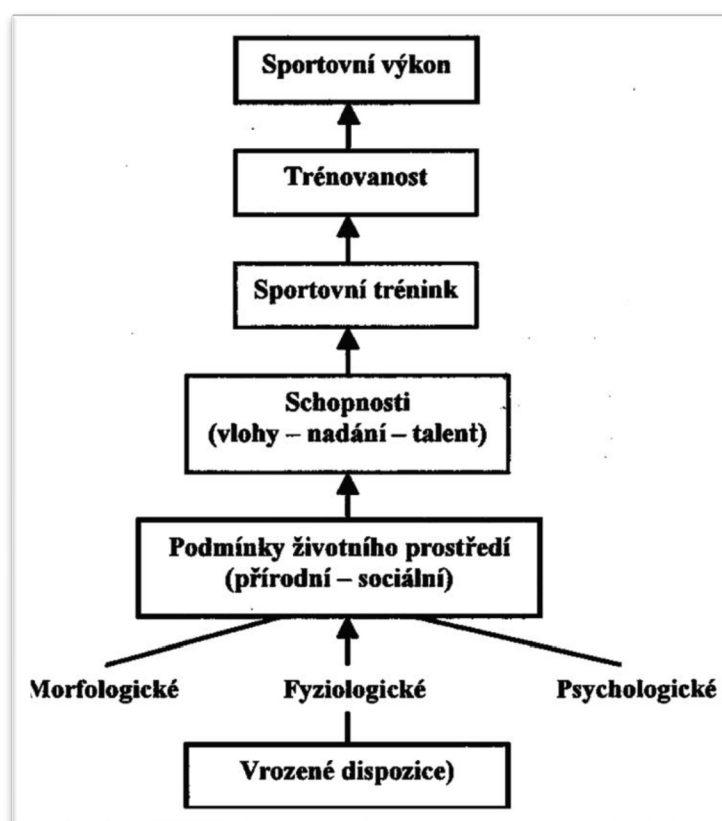 Sportovní výkon
Trénovanost
Sportovní trénink
Schopnosti
(vlohy – nadání – talent)
Podmínky životního prostředí
(přírodní – sociální)
Morfologické
Fyziologické
Psychologické
Vrozené dispozice)